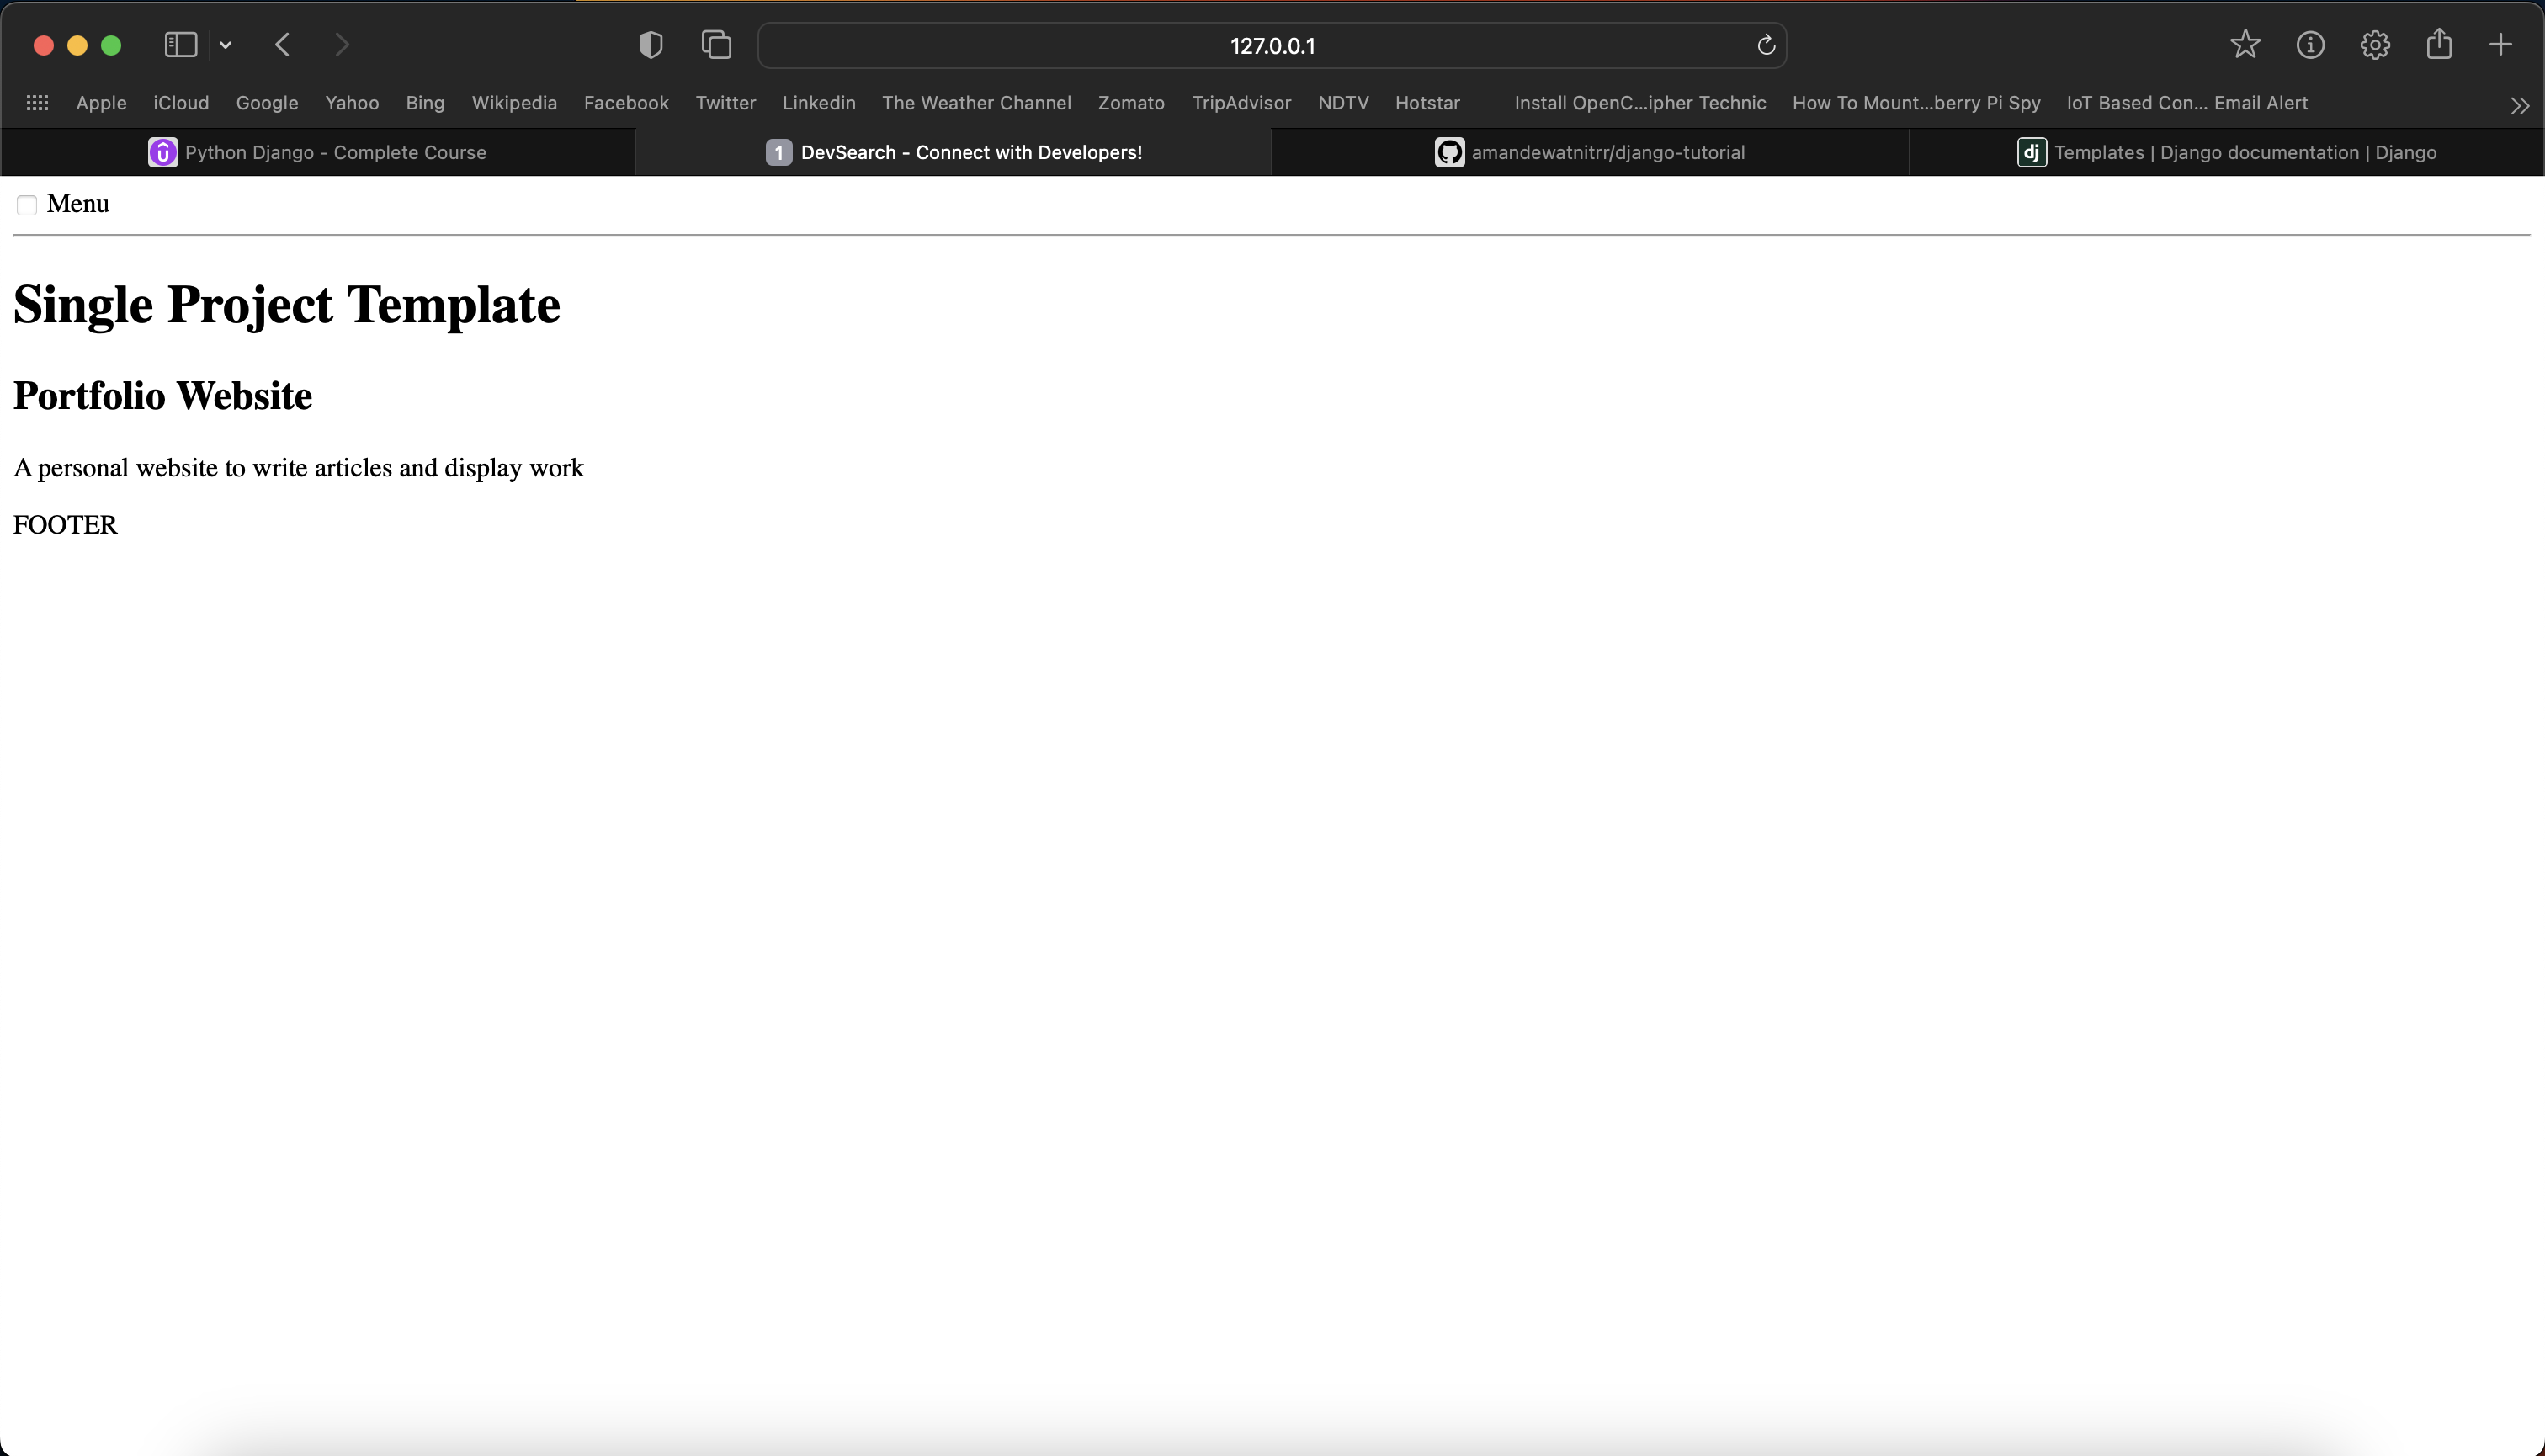 127.0.0.1
Apple iCloud Google Yahoo Bing Wikipedia Facebook Twitter Linkedin The Weather Channel Zomato TripAdvisor NDTV Hotstar Install OpenC...ipher Technic How To Mount...berry Pi Spy IoT Based Con... Email Alert
Python Django - Complete Course 1 DevSearch - Connect with Developers! amandewatnitrr/django-tutorial dj Templates | Django documentation | Django
Menu
Single Project Template
Portfolio Website
A personal website to write articles and display work
FOOTER